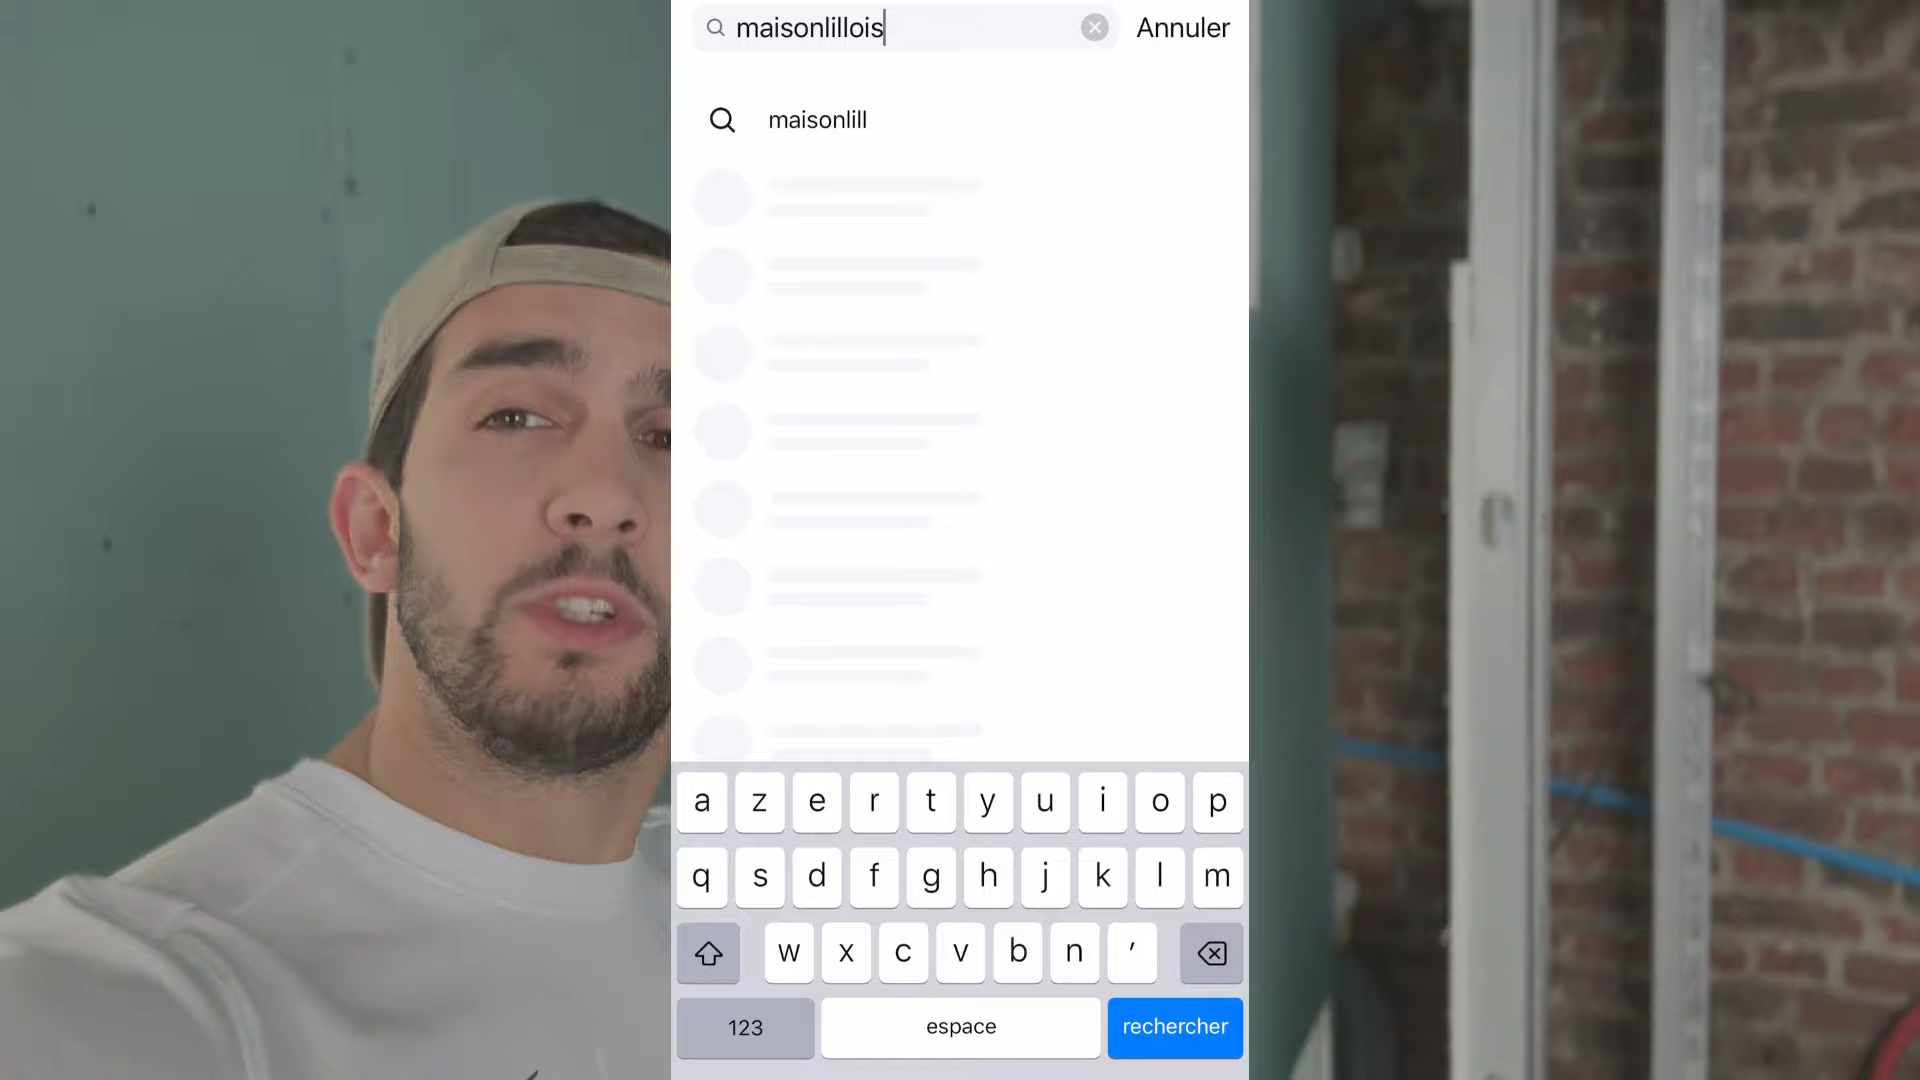 maisonlillois Annuler
maisonlill
a z e r t y u i o p
q s d f g h j k l m
w x c v b n ′
123 espace rechercher